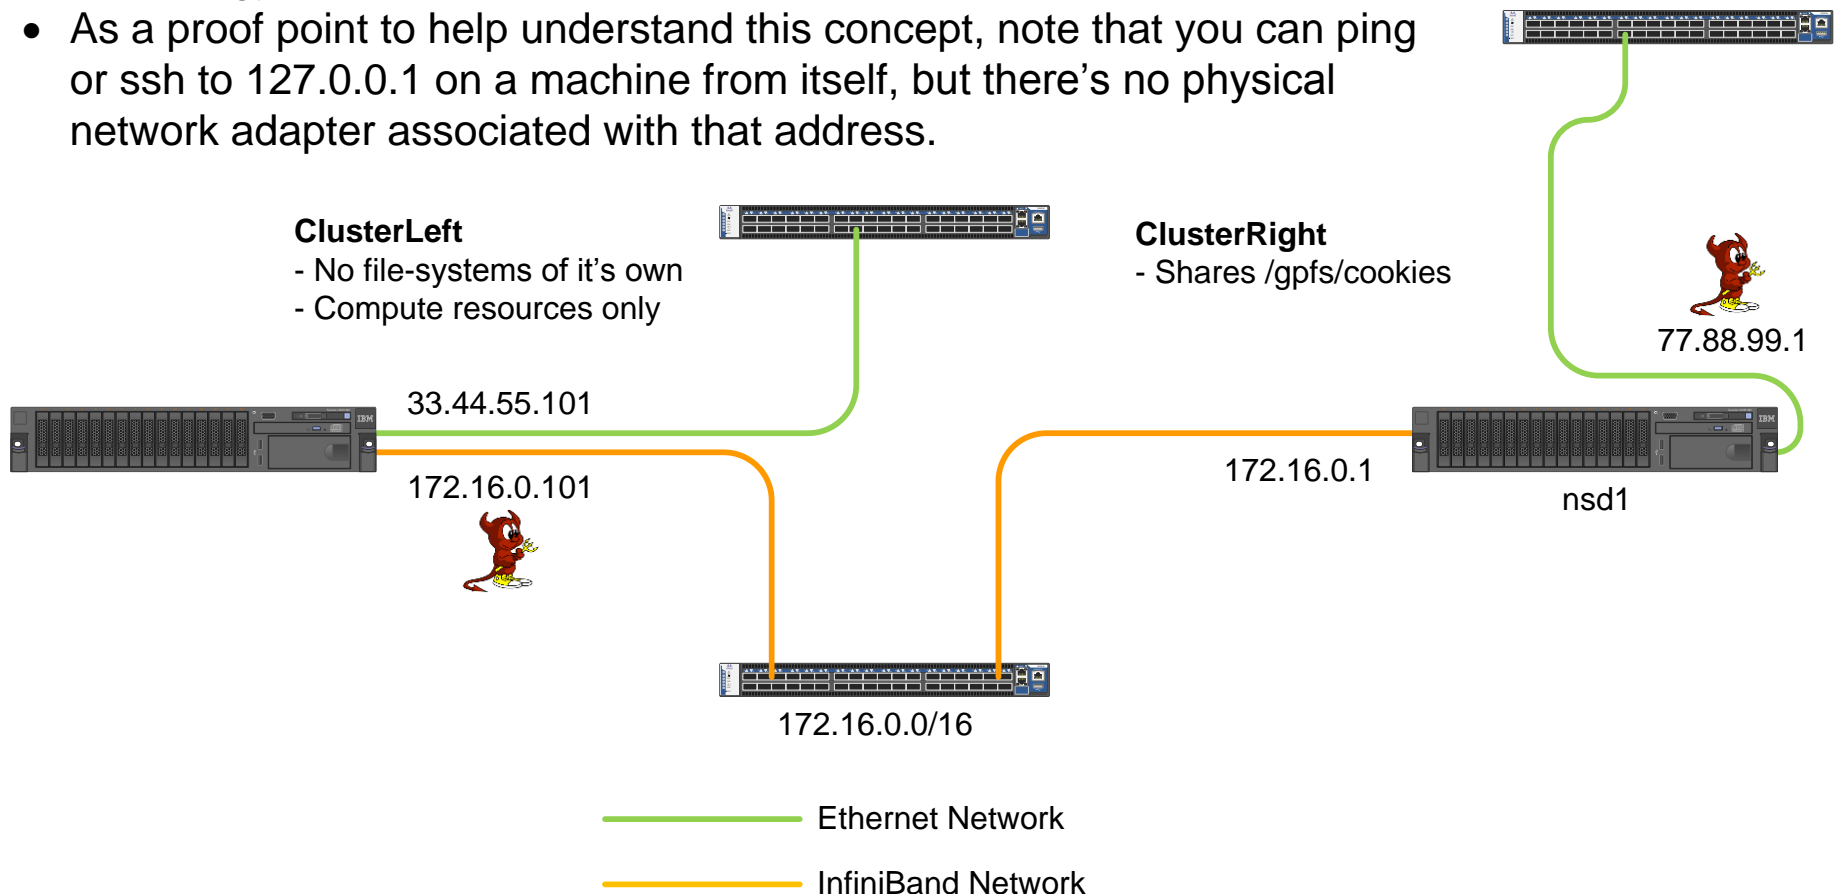 • As a proof point to help understand this concept, note that you can ping
or ssh to 127.0.0.1 on a machine from itself, but there’s no physical
network adapter associated with that address.
ClusterLeft
- No file-systems of it’s own
- Compute resources only
ClusterRight
- Shares /gpfs/cookies
77.88.99.1
33.44.55.101
IBM
IBM
172.16.0.101
172.16.0.1
nsd1
172.16.0.0/16
Ethernet Network
InfiniBand Network